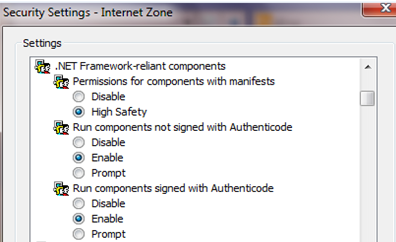 Security Settings - Internet Zone
Settings
.NET Framework-reliant components
Permissions for components with manifests
Disable
High Safety
Run components not signed with Authenticode
Disable
Enable
Prompt
Run components signed with Authenticode
Disable
Enable
Prompt